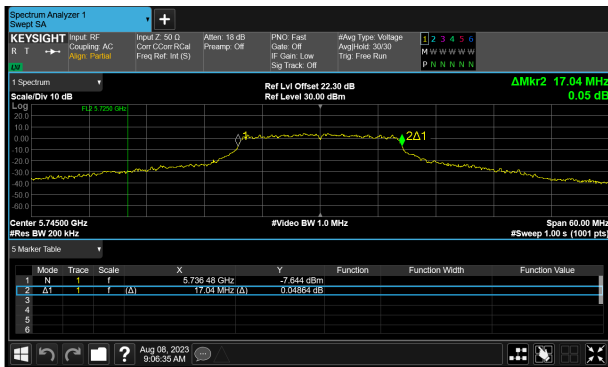 Spectrum Analyzer 1
Swept SA
KEYSIGHT
R T
Input: RF
Coupling: AC
Align: Partial
Input Z: 50 Ω
Corr CCorr RCal
Freq Ref: Int (S)
Atten: 18 dB
Preamp: Off
PNO: Fast
Gate: Off
IF Gain: Low
Sig Track: Off
#Avg Type: Voltage
Avg|Hold: 30/30
Trig: Free Run
1 2 3 4 5 6
M W W W W W
P N N N N N
1 Spectrum
Scale/Div 10 dB
Ref Lvl Offset 22.30 dB
Ref Level 30.00 dBm
ΔMkr2 17.04 MHz
0.05 dB
Log
FL2 5.7250 GHz
20.0
10.0
0.00
-10.0
-20.0
-30.0
-40.0
-50.0
-60.0
2Δ1
Center 5.74500 GHz
#Video BW 1.0 MHz
Span 60.00 MHz
#Res BW 200 kHz
#Sweep 1.00 s (1001 pts)
5 Marker Table
Mode Trace Scale X Y Function Function Width Function Value
1 N 1 f 5.736 48 GHz -7.644 dBm
2 Δ1 1 f (Δ) 17.04 MHz (Δ) 0.04864 dB
3
4
5
6
?
Aug 08, 2023
9:06:35 AM